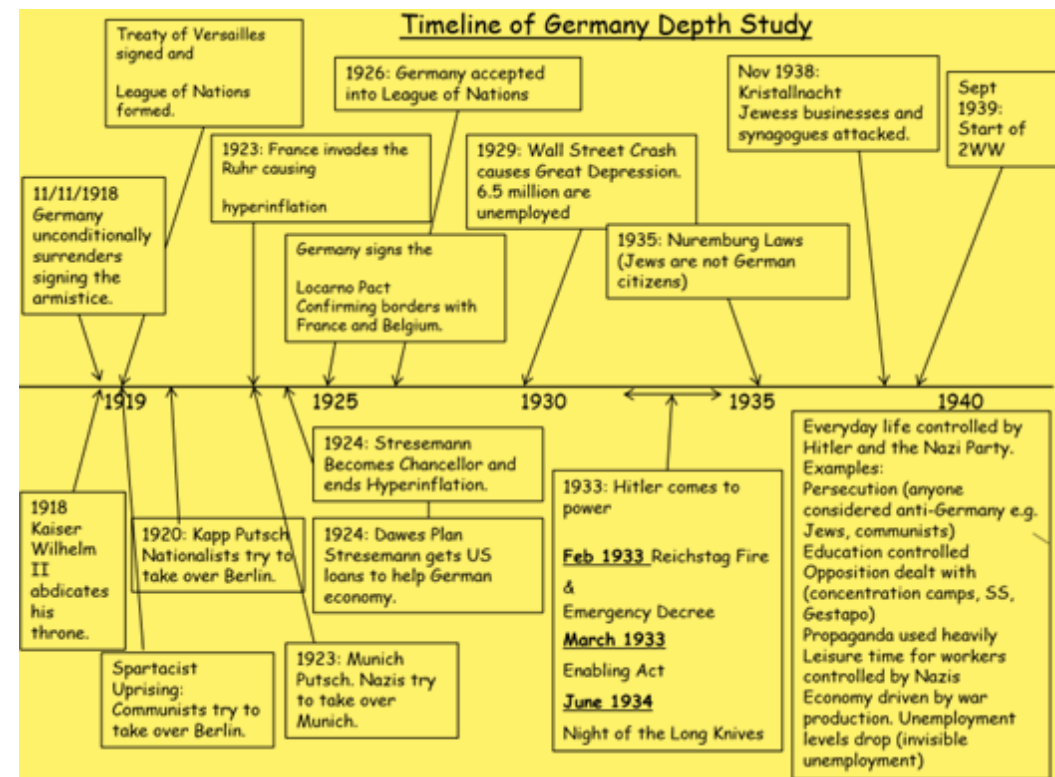 Timeline of Germany Depth Study
Treaty of Versailles
signed and
League of Nations
formed.
1926: Germany accepted
into League of Nations
Nov 1938:
Kristallnacht
Jewess businesses and
synagogues attacked.
Sept
1939:
Start of
2WW
1923: France invades the
Ruhr causing
hyperinflation
1929: Wall Street Crash
causes Great Depression.
6.5 million are
unemployed
11/11/1918
Germany
unconditionally
surrenders
signing the
armistice.
Germany signs the
Locarno Pact
Confirming borders with
France and Belgium.
1935: Nuremburg Laws
(Jews are not German
citizens)
1919
1925
1930
1935
1940
1918
Kaiser
Wilhelm
II
abdicates
his
throne.
1920: Kapp Putsch
Nationalists try to
take over Berlin.
Spartacist
Uprising:
Communists try to
take over Berlin.
1924: Stresemann
Becomes Chancellor and
ends Hyperinflation.
1924: Dawes Plan
Stresemann gets US
loans to help German
economy.
1923: Munich
Putsch. Nazis try
to take over
Munich.
1933: Hitler comes to
power
Feb 1933 Reichstag Fire
&
Emergency Decree
March 1933
Enabling Act
June 1934
Night of the Long Knives
Everyday life controlled by
Hitler and the Nazi Party.
Examples:
Persecution (anyone
considered anti-Germany e.g.
Jews, communists)
Education controlled
Opposition dealt with
(concentration camps, SS,
Gestapo)
Propaganda used heavily
Leisure time for workers
controlled by Nazis
Economy driven by war
production. Unemployment
levels drop (invisible
unemployment)